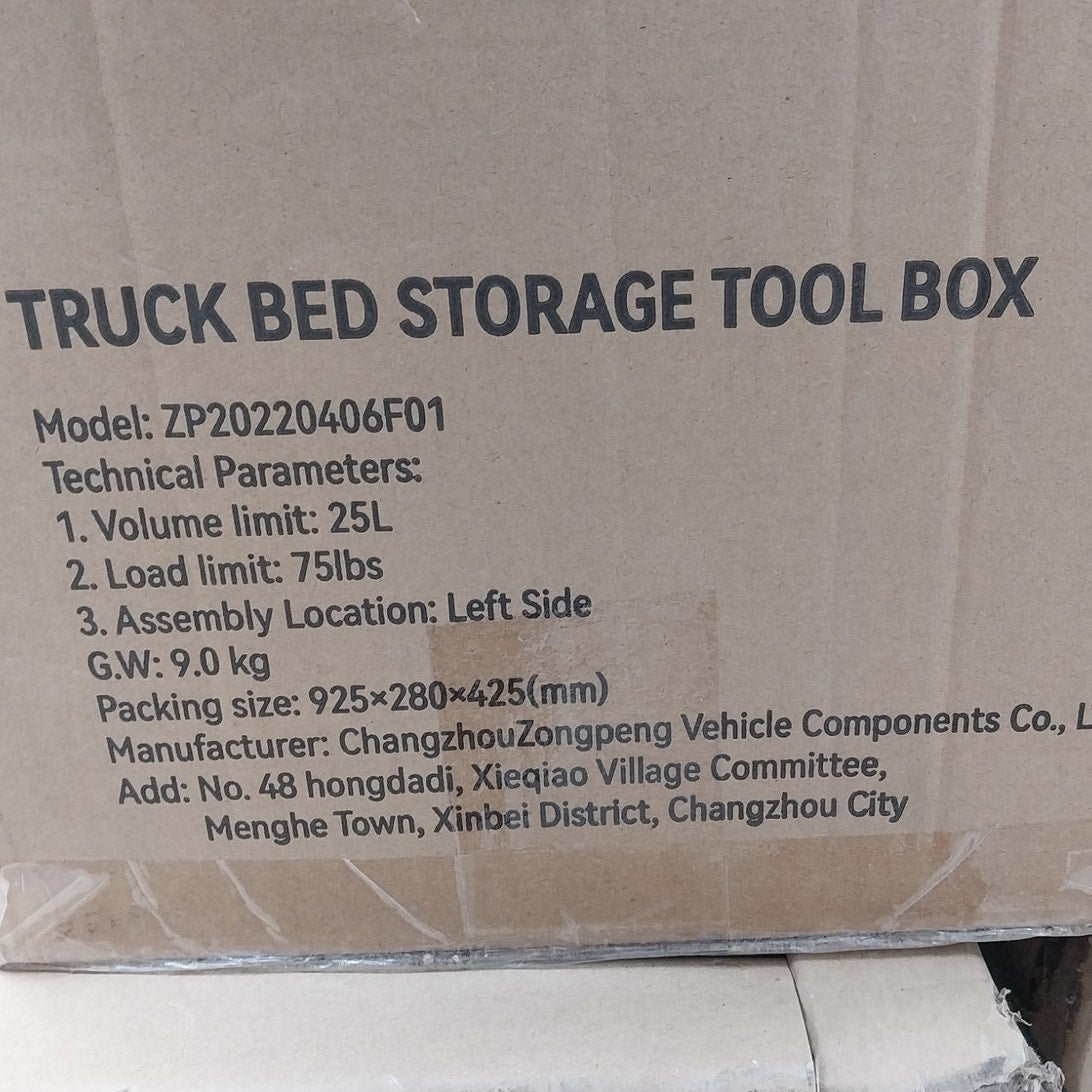 TRUCK BED STORAGE TOOL BOX
Model: ZP20220406F01
Technical Parameters:
1. Volume limit: 25L
2. Load limit: 75lbs
3. Assembly Location: Left Side
G.W: 9.0 kg
Packing size: 925×280×425(mm)
Manufacturer: ChangzhouZongpeng Vehicle Components Co.,
Add: No. 48 hongdadi, Xieqiao Village Committee,
Menghe Town, Xinbei District, Changzhou City